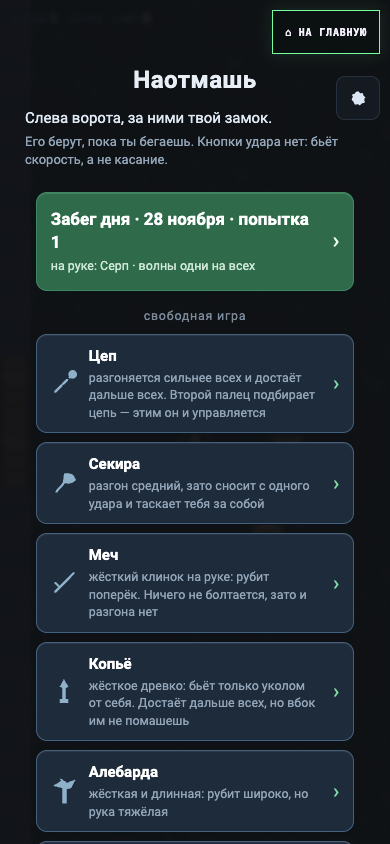 ⌂ НА ГЛАВНУЮ
Наотмашь
Слева ворота, за ними твой замок.
Его берут, пока ты бегаешь. Кнопки удара нет: бьёт
скорость, а не касание.
Забег дня · 28 ноября · попытка
1
на руке: Серп · волны одни на всех
свободная игра
Цеп
разгоняется сильнее всех и достаёт
дальше всех. Второй палец подбирает
цепь — этим он и управляется
Секира
разгон средний, зато сносит с одного
удара и таскает тебя за собой
Меч
жёсткий клинок на руке: рубит
поперёк. Ничего не болтается, зато и
разгона нет
Копьё
жёсткое древко: бьёт только уколом
от себя. Достаёт дальше всех, но вбок
им не помашешь
Алебарда
жёсткая и длинная: рубит широко, но
рука тяжёлая